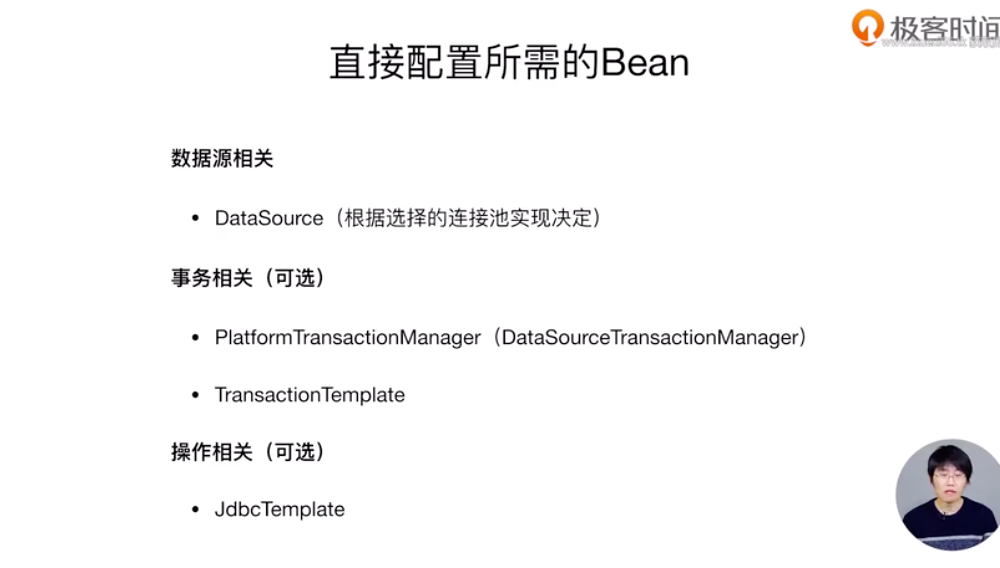 极客时间
直接配置所需的Bean
数据源相关
• DataSource（根据选择的连接池实现决定）
事务相关（可选）
• PlatformTransactionManager（DataSourceTransactionManager）
• TransactionTemplate
操作相关（可选）
• JdbcTemplate